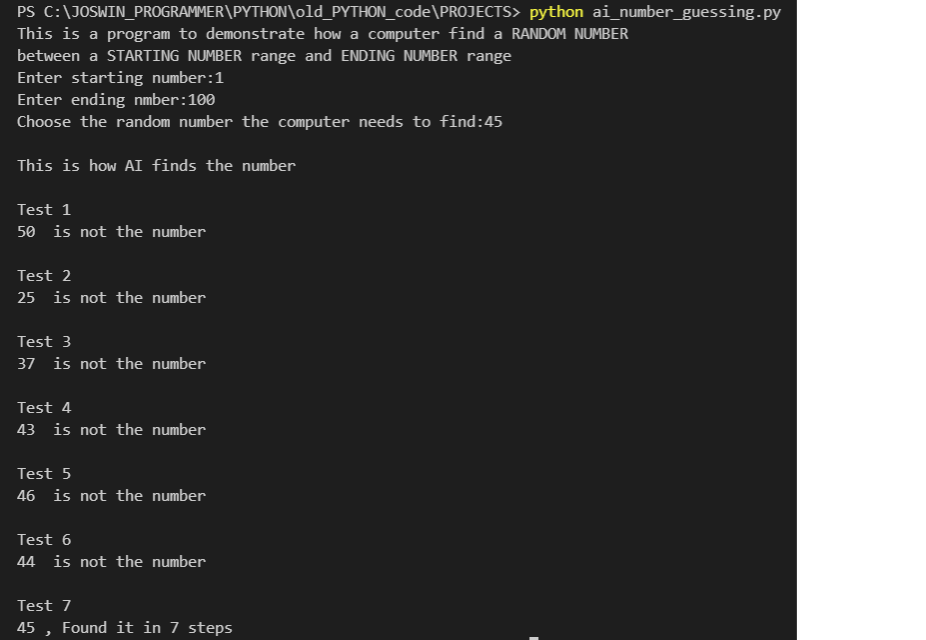 PS C:\JOSWIN_PROGRAMMER\PYTHON\old_PYTHON_code\PROJECTS> python ai_number_guessing.py
This is a program to demonstrate how a computer find a RANDOM NUMBER
between a STARTING NUMBER range and ENDING NUMBER range
Enter starting number:1
Enter ending nmber:100
Choose the random number the computer needs to find:45
This is how AI finds the number
Test 1
50  is not the number
Test 2
25  is not the number
Test 3
37  is not the number
Test 4
43  is not the number
Test 5
46  is not the number
Test 6
44  is not the number
Test 7
45 , Found it in 7 steps